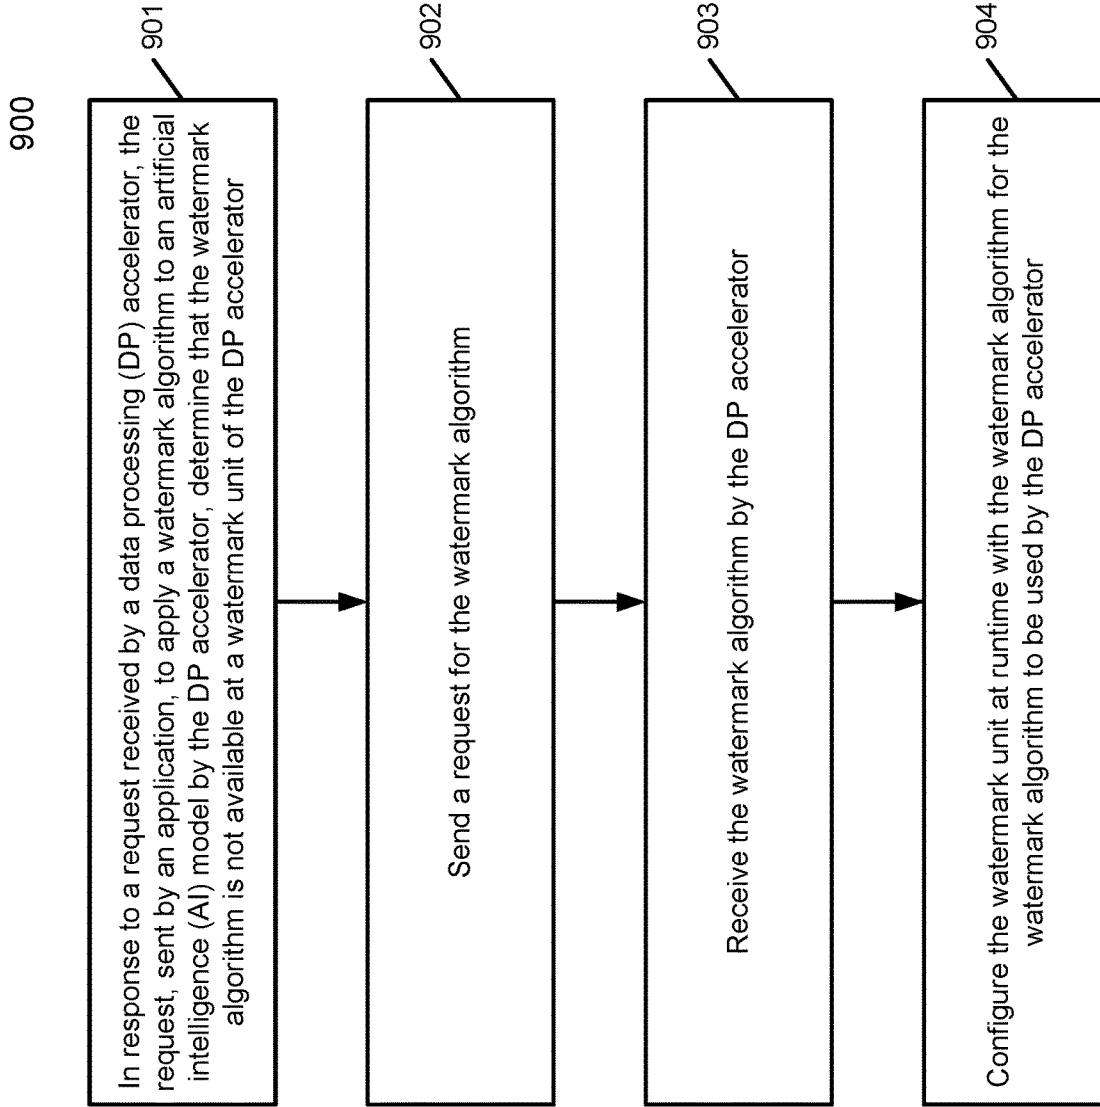 900
In response to a request received by a data processing (DP) accelerator, the
request, sent by an application, to apply a watermark algorithm to an artificial
intelligence (AI) model by the DP accelerator, determine that the watermark
algorithm is not available at a watermark unit of the DP accelerator
901
Send a request for the watermark algorithm
902
Receive the watermark algorithm by the DP accelerator
903
Configure the watermark unit at runtime with the watermark algorithm for the
watermark algorithm to be used by the DP accelerator
904